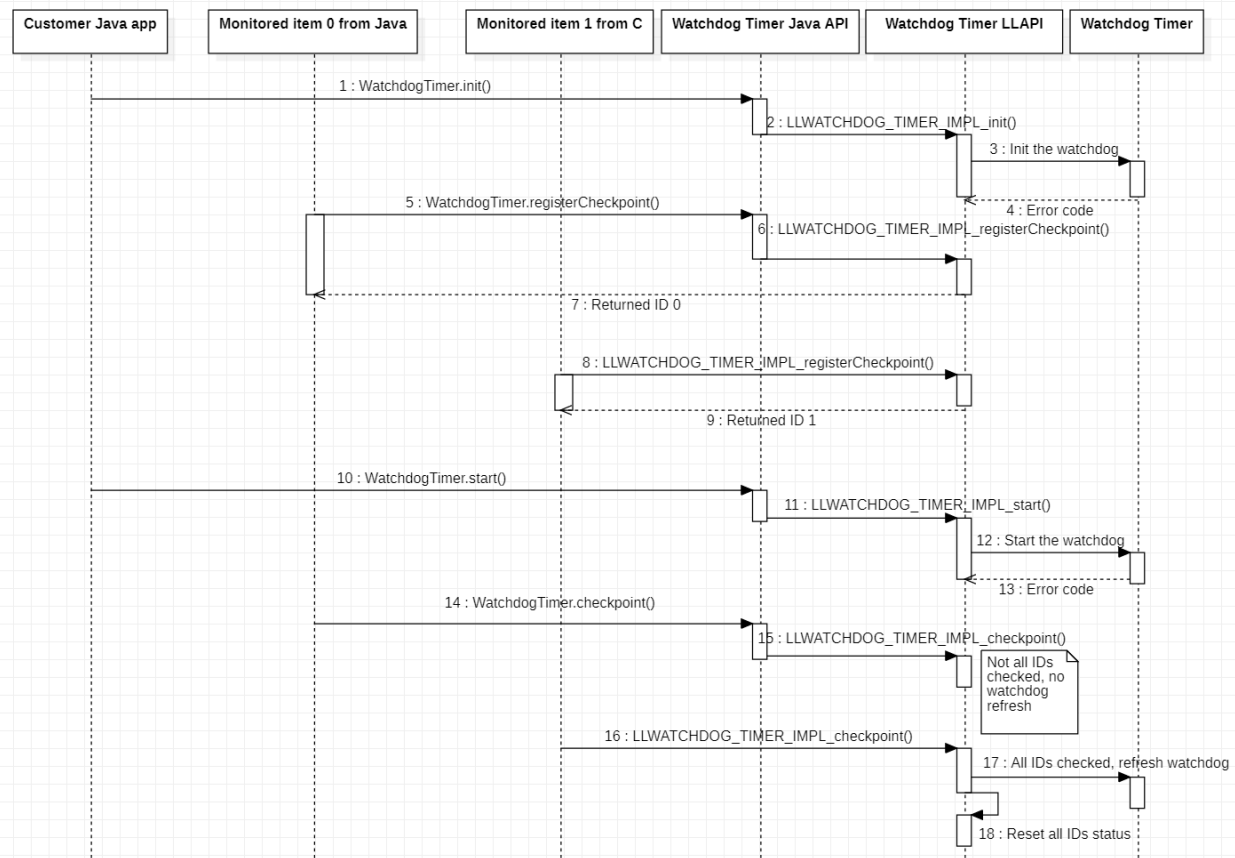 Customer Java app
Monitored item 0 from Java
Monitored item 1 from C
Watchdog Timer Java API
Watchdog Timer LLAPI
Watchdog Timer
1 : WatchdogTimer.init()
2 : LLWATCHDOG_TIMER_IMPL_init()
3 : Init the watchdog
4 : Error code
5 : WatchdogTimer.registerCheckpoint()
6 : LLWATCHDOG_TIMER_IMPL_registerCheckpoint()
7 : Returned ID 0
8 : LLWATCHDOG_TIMER_IMPL_registerCheckpoint()
9 : Returned ID 1
10 : WatchdogTimer.start()
11 : LLWATCHDOG_TIMER_IMPL_start()
12 : Start the watchdog
13 : Error code
14 : WatchdogTimer.checkpoint()
15 : LLWATCHDOG_TIMER_IMPL_checkpoint()
Not all IDs
checked, no
watchdog
refresh
16 : LLWATCHDOG_TIMER_IMPL_checkpoint()
17 : All IDs checked, refresh watchdog
18 : Reset all IDs status